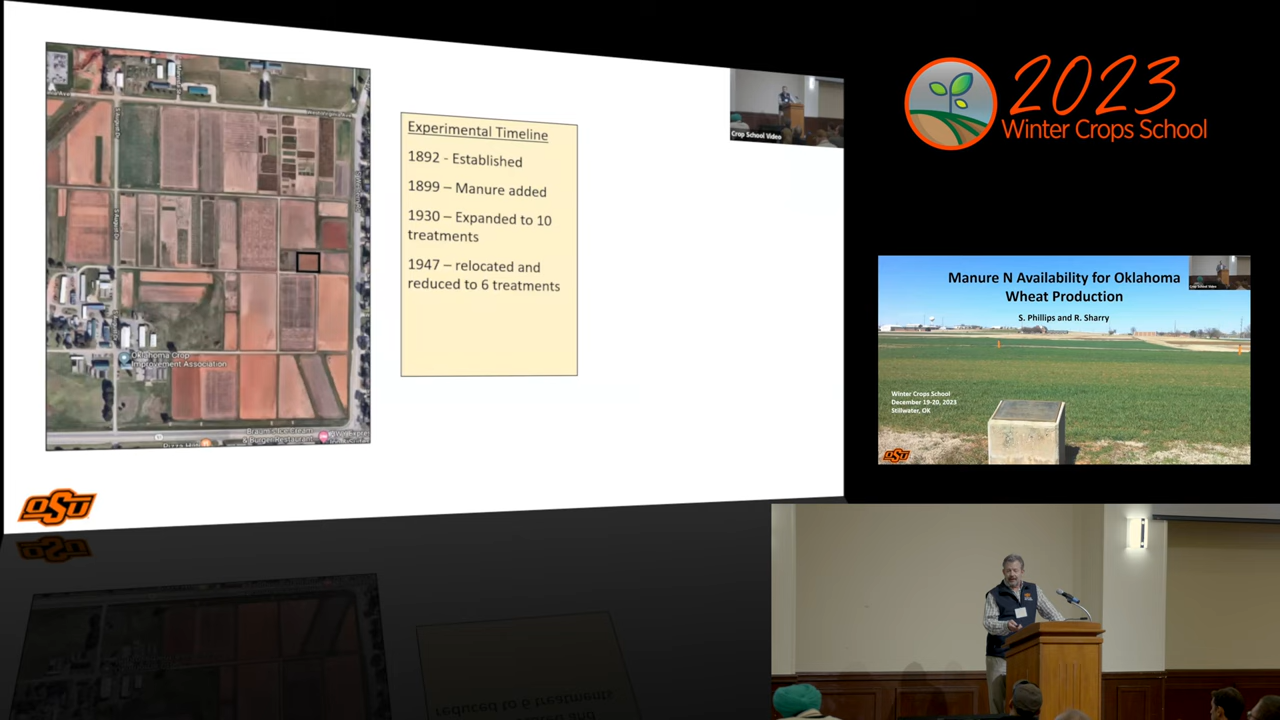 Experimental Timeline
1892 - Established
1899 – Manure added
1930 – Expanded to 10
treatments
1947 – relocated and
reduced to 6 treatments
Oklahoma Crop
Improvement Association
Crop School Video
OSU
2023
Winter Crops School
Manure N Availability for Oklahoma
Wheat Production
S. Phillips and R. Sharry
Winter Crops School
December 19-20, 2023
Stillwater, OK
OSU